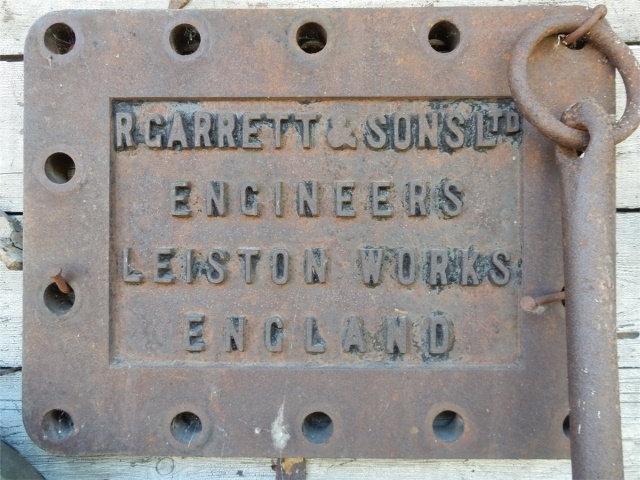 R. GARRETT & SONS LTD
ENGINEERS
LEISTON WORKS
ENGLAND